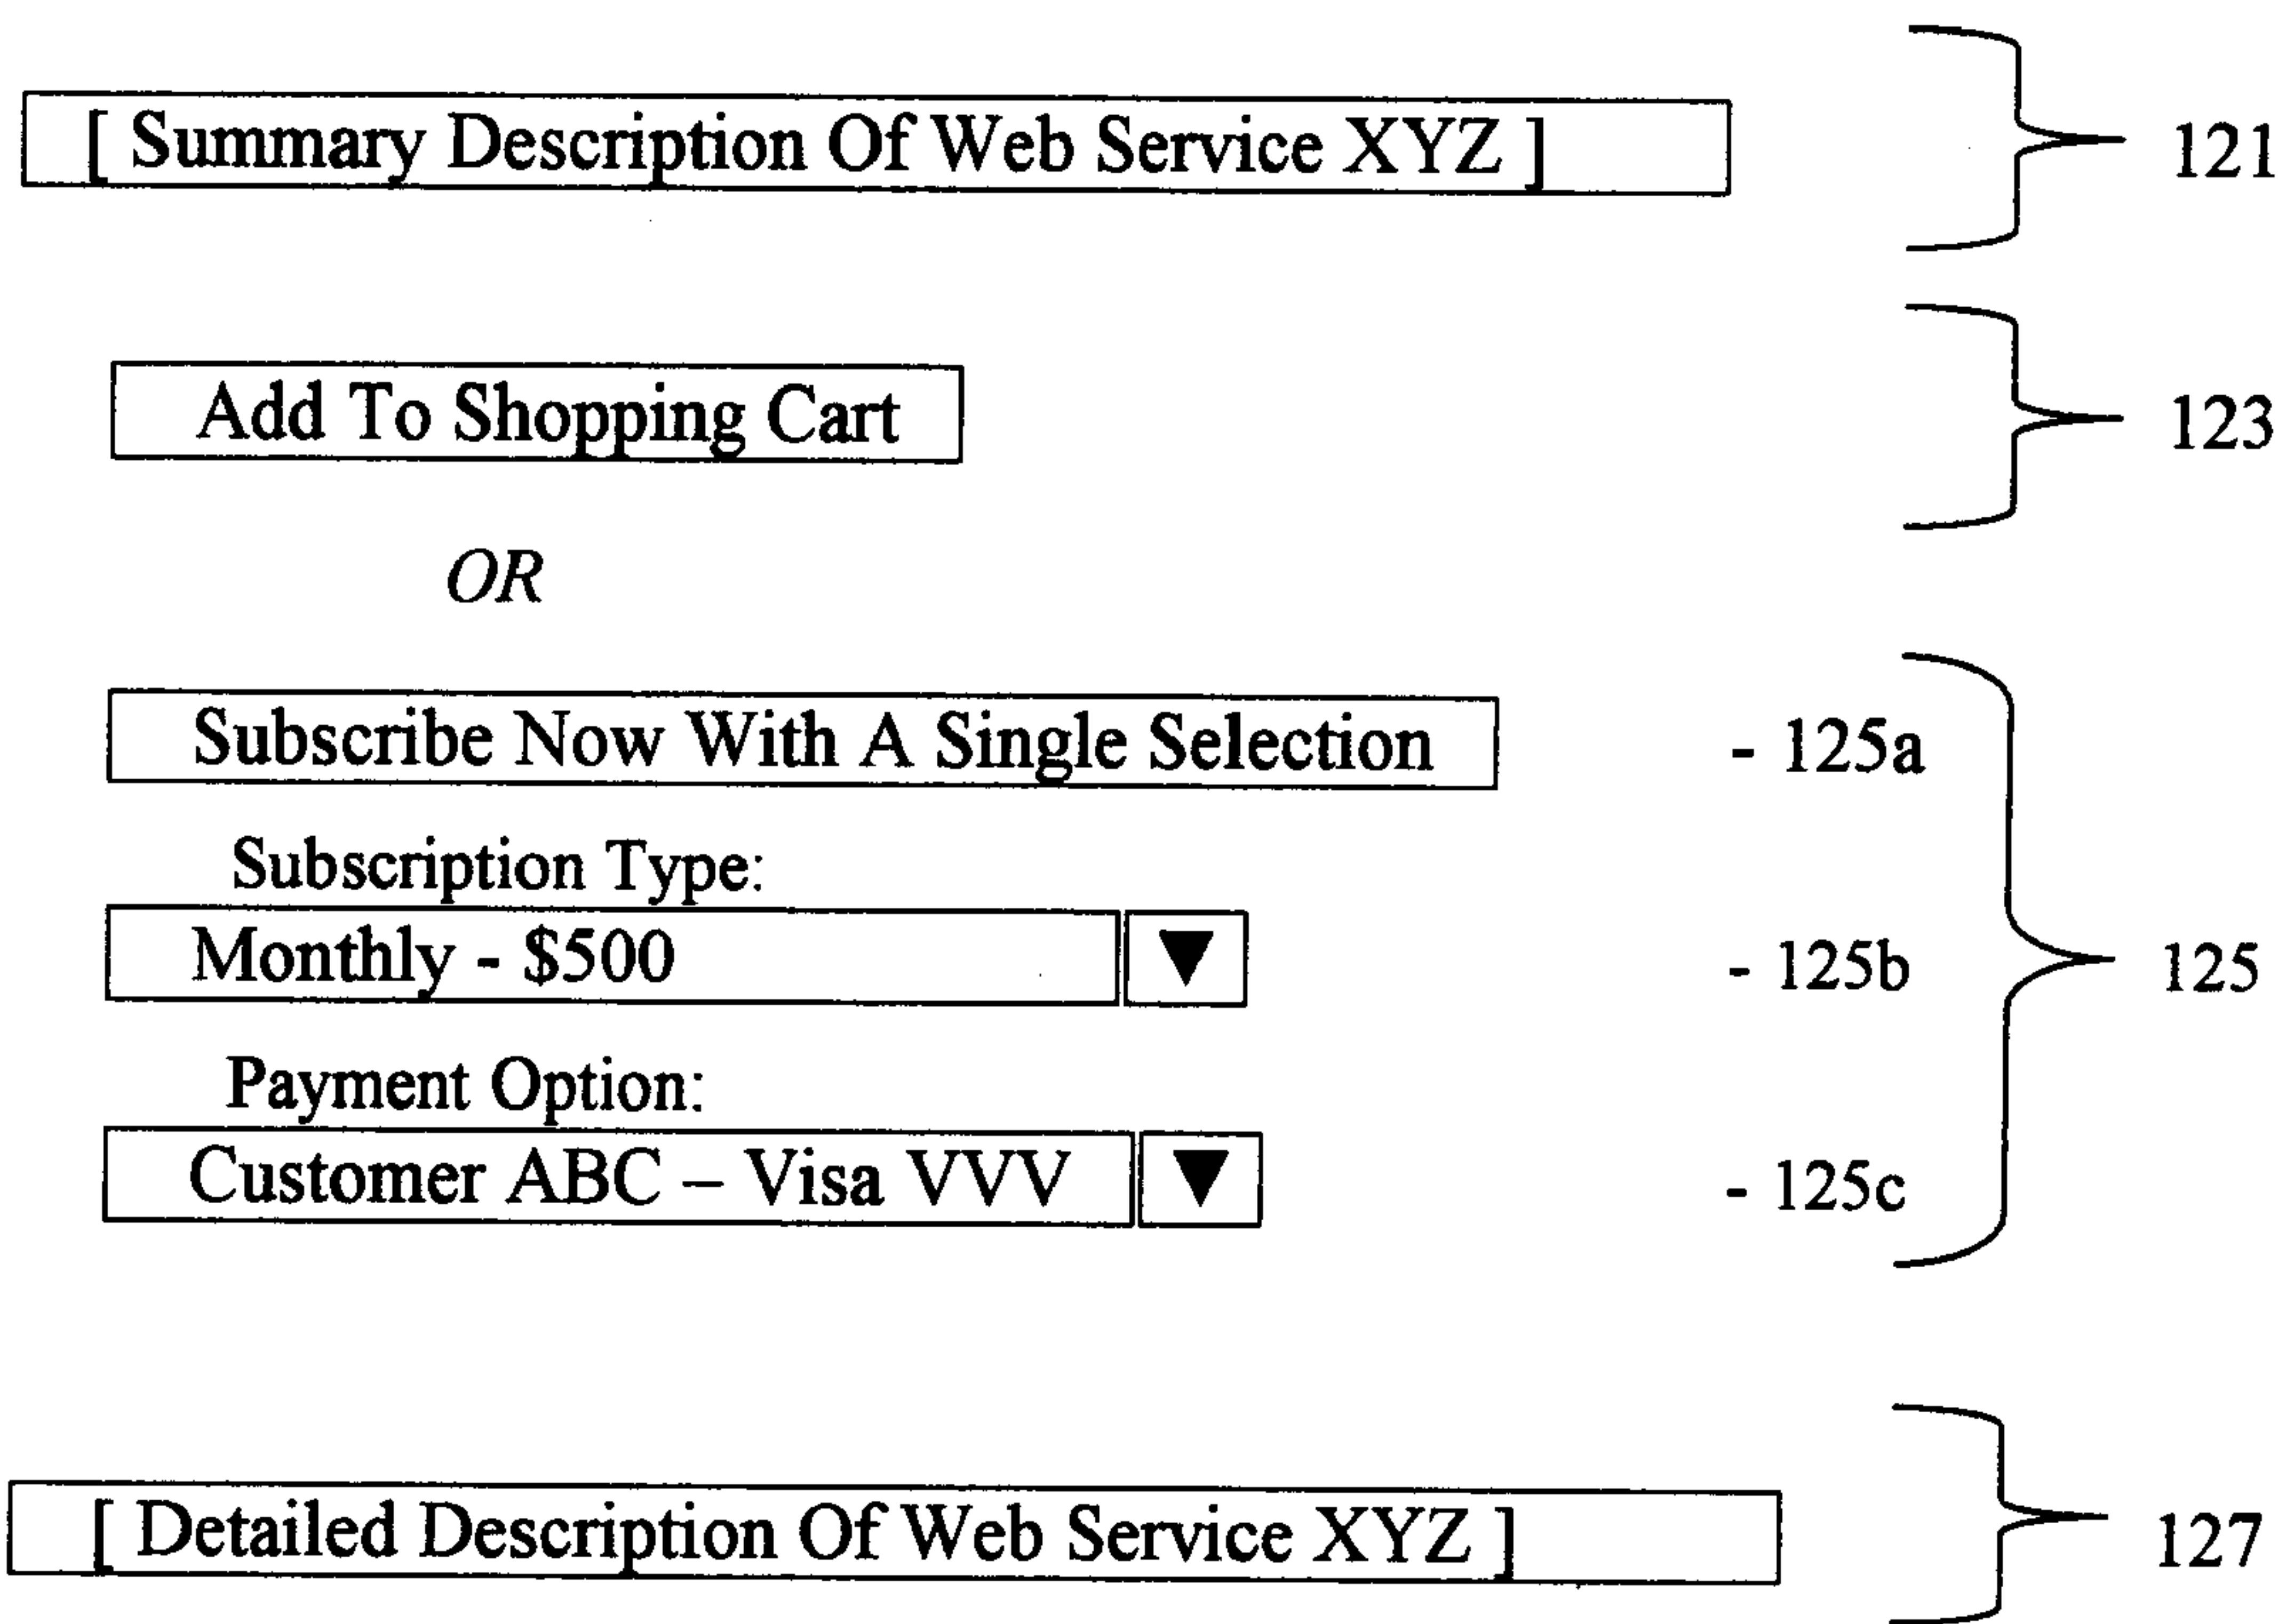 [ Summary Description Of Web Service XYZ ] 121
Add To Shopping Cart 123
OR
Subscribe Now With A Single Selection - 125a
Subscription Type:
Monthly - $500 ▼ - 125b 125
Payment Option:
Customer ABC – Visa VVV ▼ - 125c
[ Detailed Description Of Web Service XYZ ] 127